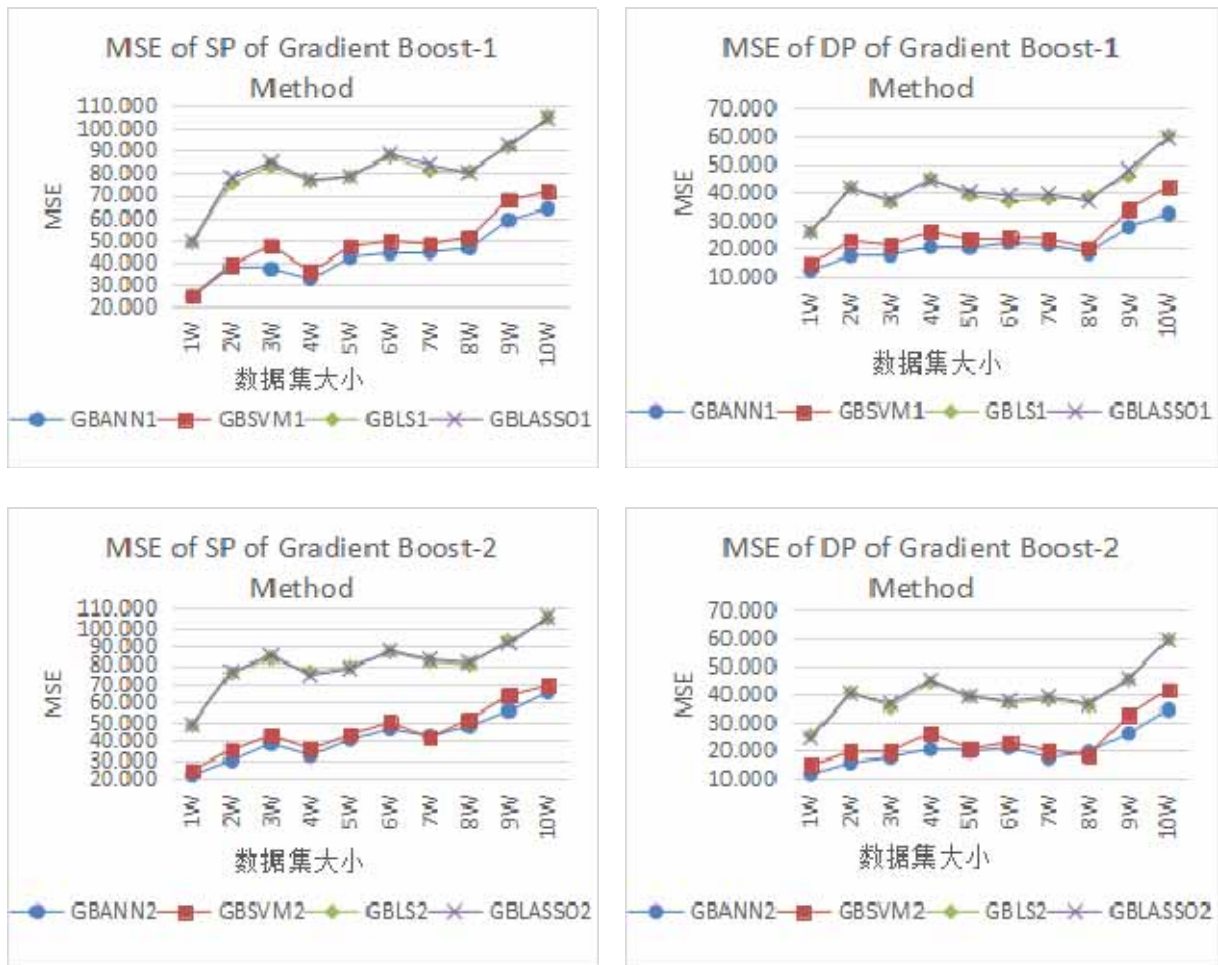 MSE of SP of Gradient Boost-1
Method
110.000
100.000
90.000
80.000
70.000
60.000
50.000
40.000
30.000
20.000
MSE
1W 2W 3W 4W 5W 6W 7W 8W 9W 10W
数据集大小
GBANN1 GBSVM1 GBLS1 GBLASSO1
MSE of DP of Gradient Boost-1
Method
70.000
60.000
50.000
40.000
30.000
20.000
10.000
MSE
1W 2W 3W 4W 5W 6W 7W 8W 9W 10W
数据集大小
GBANN1 GBSVM1 GBLS1 GBLASSO1
MSE of SP of Gradient Boost-2
Method
110.000
100.000
90.000
80.000
70.000
60.000
50.000
40.000
30.000
20.000
MSE
1W 2W 3W 4W 5W 6W 7W 8W 9W 10W
数据集大小
GBANN2 GBSVM2 GBLS2 GBLASSO2
MSE of DP of Gradient Boost-2
Method
70.000
60.000
50.000
40.000
30.000
20.000
10.000
MSE
1W 2W 3W 4W 5W 6W 7W 8W 9W 10W
数据集大小
GBANN2 GBSVM2 GBLS2 GBLASSO2